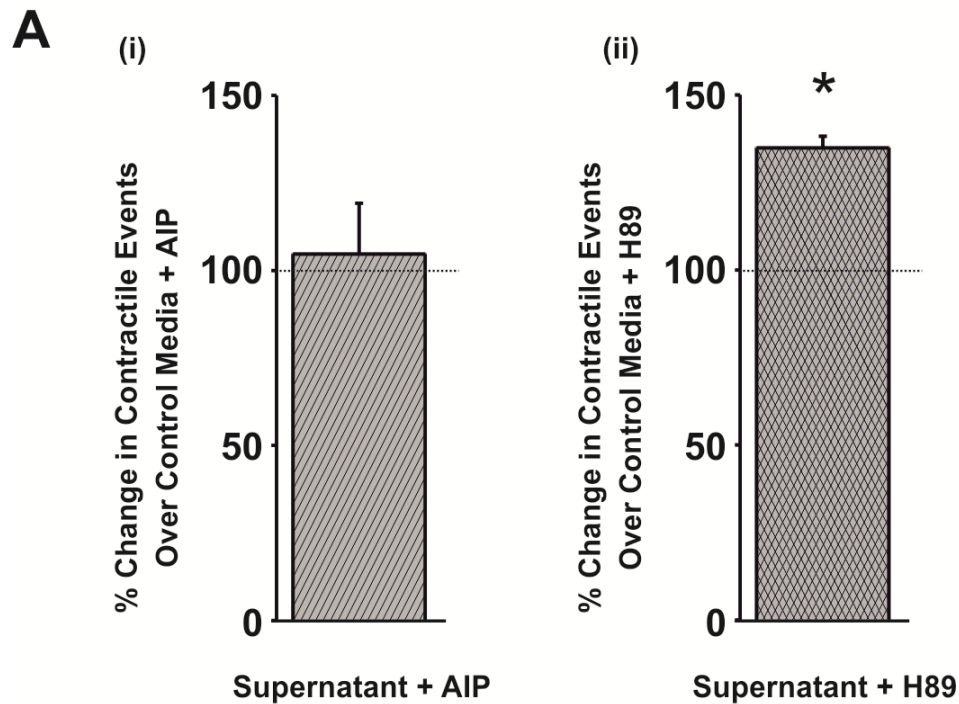 A
(i)
150
100
50
0
% Change in Contractile Events
Over Control Media + AIP
Supernatant + AIP
(ii)
*
150
100
50
0
% Change in Contractile Events
Over Control Media + H89
Supernatant + H89